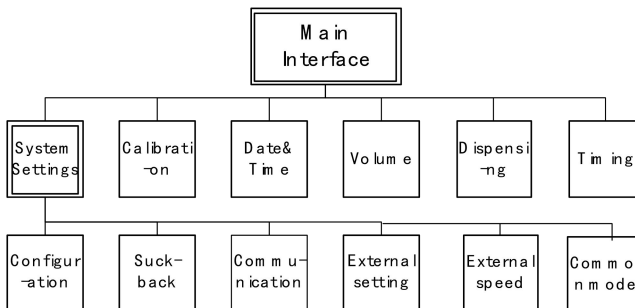 Main
Interface
System
Settings
Calibrati
-on
Date&
Time
Volume
Dispensi
-ng
Timing
Configur
-ation
Suck-
back
Commu-
nication
External
setting
External
speed
Commo
nmode